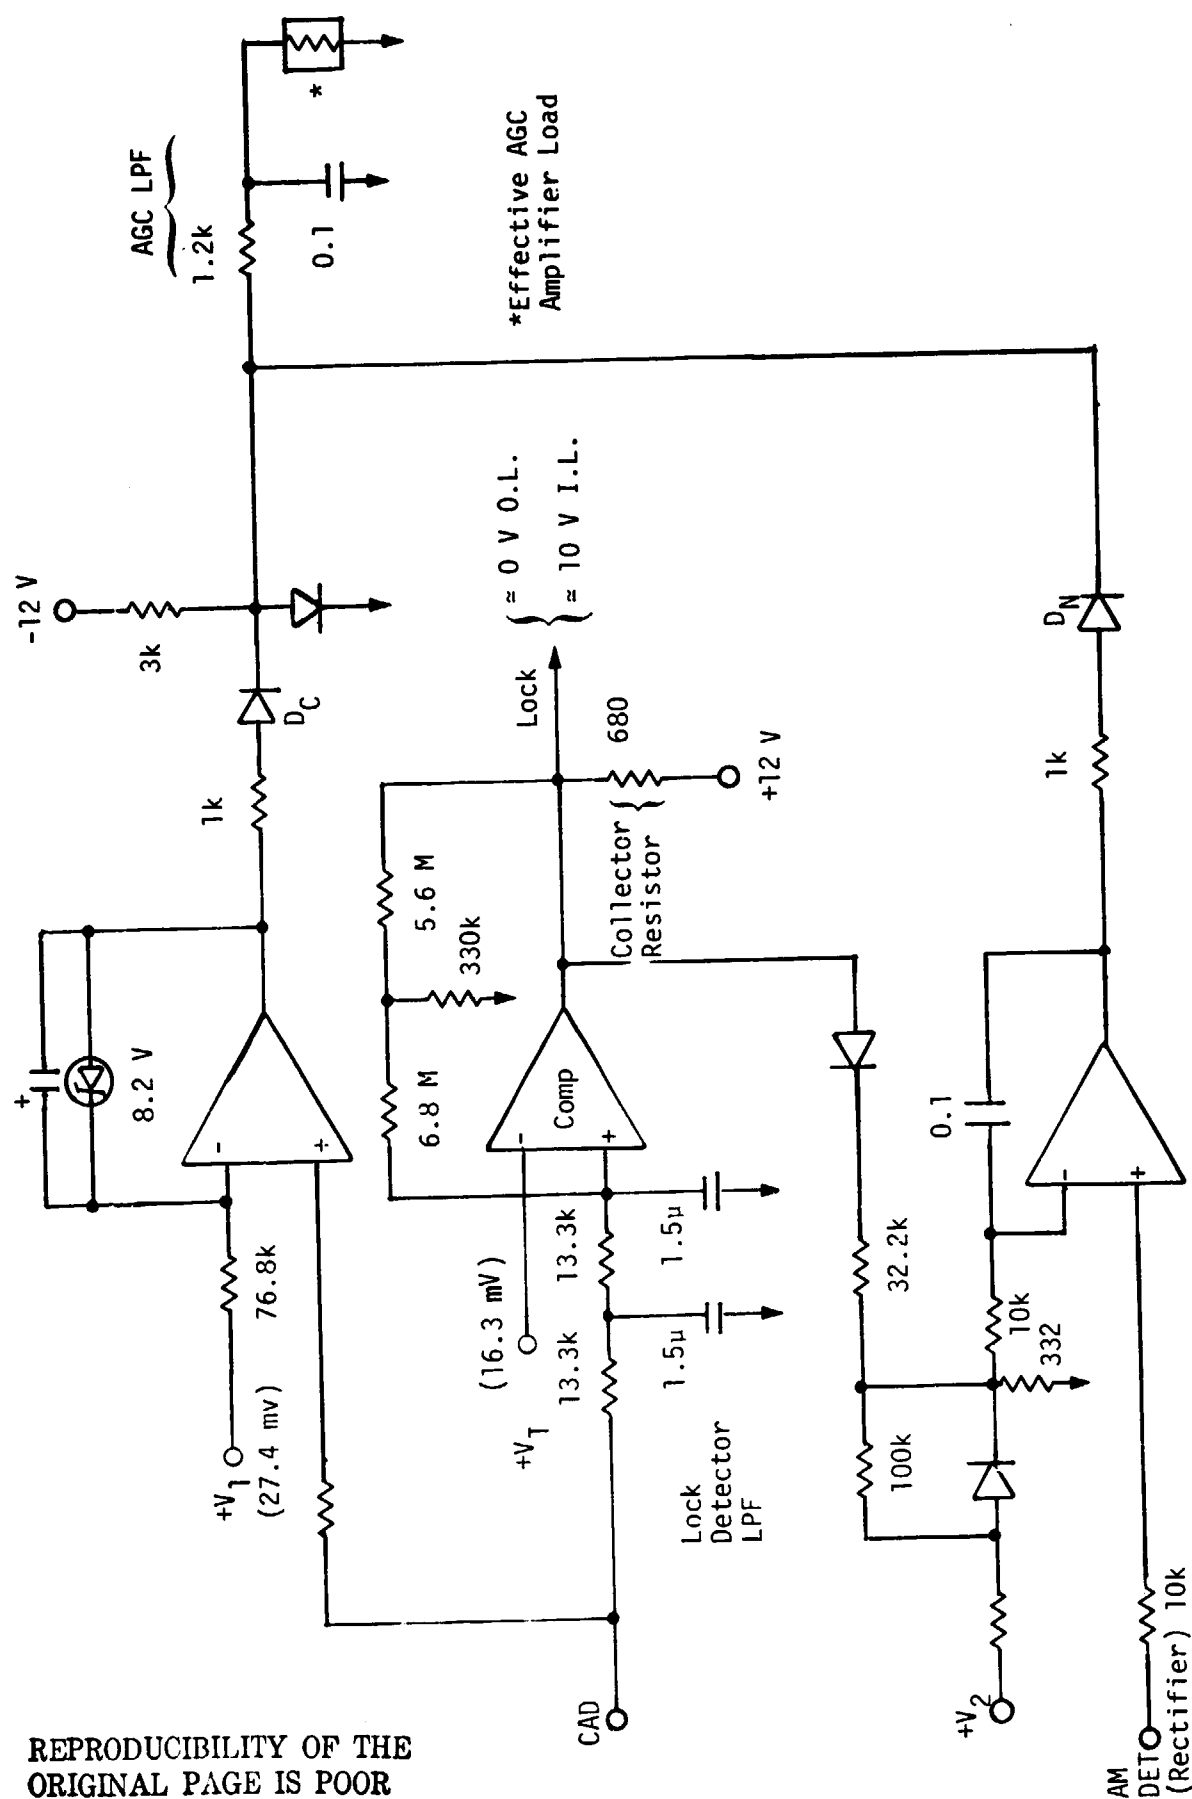 AGC LPF
1.2k
0.1
*
*Effective AGC
Amplifier Load
-12 V
3k
D_C
1k
+
8.2 V
-
+
76.8k
+V_1
(27.4 mv)
Lock
≈ 0 V O.L.
≈ 10 V I.L.
680
+12 V
Collector
Resistor
5.6 M
330k
6.8 M
Comp
-
+
(16.3 mV)
+V_T
13.3k
13.3k
1.5μ
1.5μ
Lock
Detector
LPF
CAD
32.2k
100k
0.1
10k
332
-
+
1k
D_N
+V_2
AM
DET
(Rectifier) 10k
REPRODUCIBILITY OF THE
ORIGINAL PAGE IS POOR